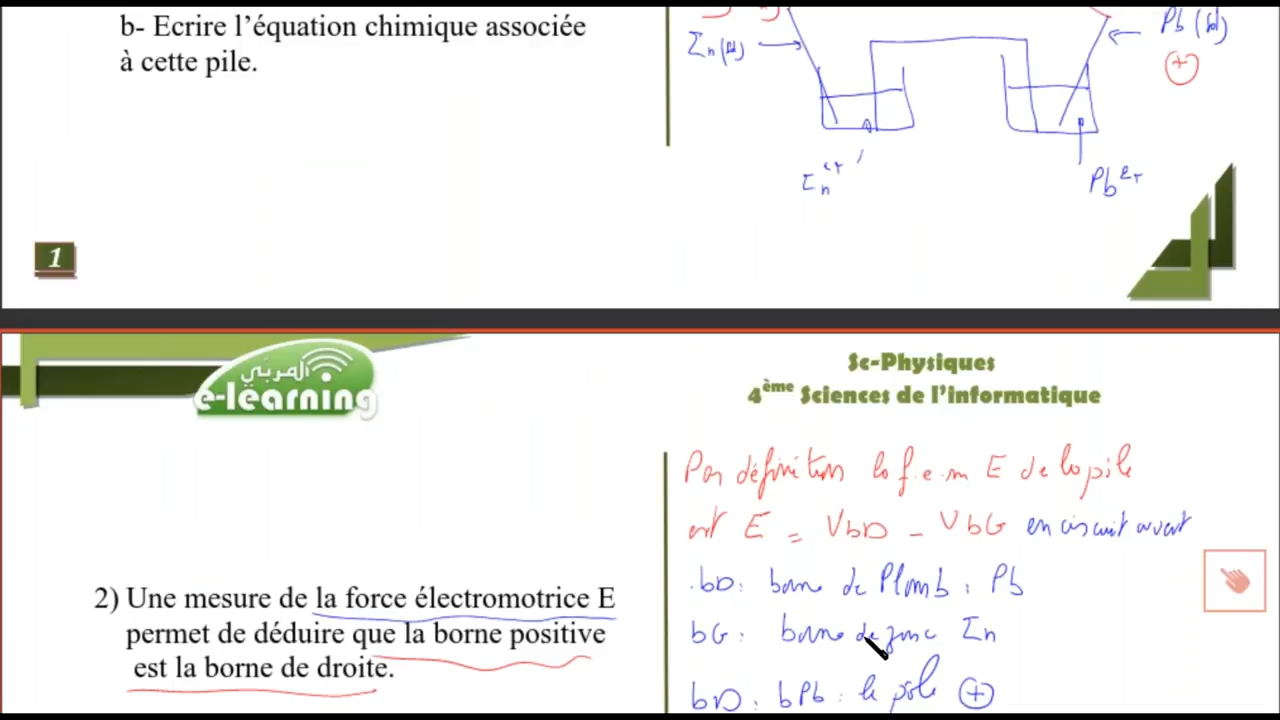 b- Ecrire l’équation chimique associée
à cette pile.
Zn (sd)
Pb (sd)
+
Zn2+
Pb2+
1
المربي
e-learning
Sc-Physiques
4ème Sciences de l’informatique
Par définition la f.e.m E de la pile
est E = VbD - VbG en circuit ouvert
2) Une mesure de la force électromotrice E
permet de déduire que la borne positive
est la borne de droite.
bD : borne de Plomb : Pb
bG : borne de zinc Zn
bD : bPb : le pôle +